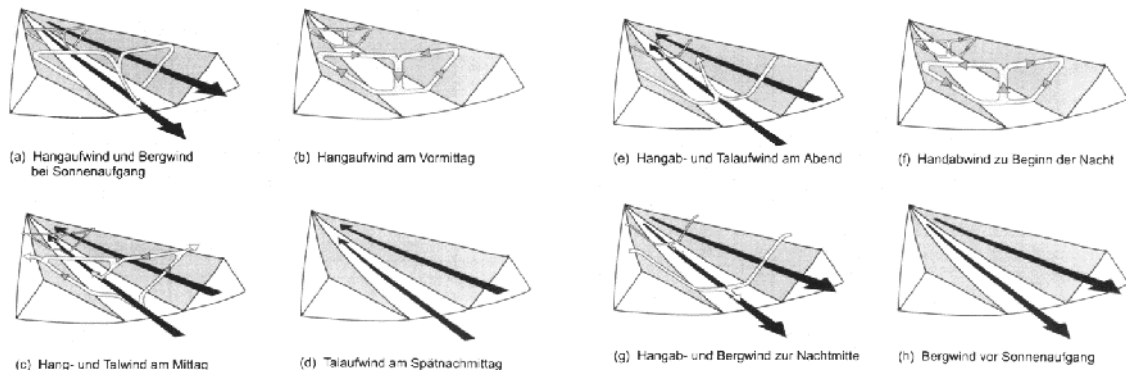 (a) Hangaufwind und Bergwind
bei Sonnenaufgang
(b) Hangaufwind am Vormittag
(e) Hangab- und Talaufwind am Abend
(f) Handabwind zu Beginn der Nacht
(c) Hang- und Talwind am Mittag
(d) Talaufwind am Spätnachmittag
(g) Hangab- und Bergwind zur Nachtmitte
(h) Bergwind vor Sonnenaufgang